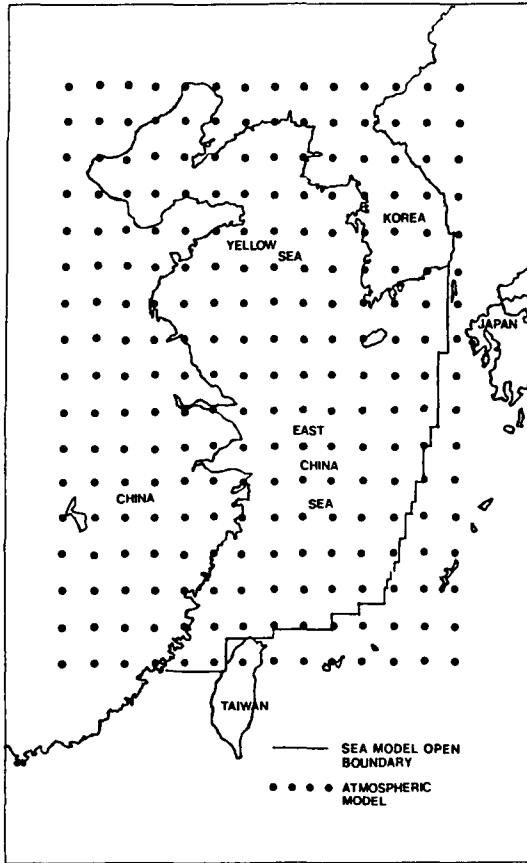 KOREA
YELLOW
SEA
JAPAN
EAST
CHINA
SEA
CHINA
TAIWAN
SEA MODEL OPEN
BOUNDARY
ATMOSPHERIC
MODEL